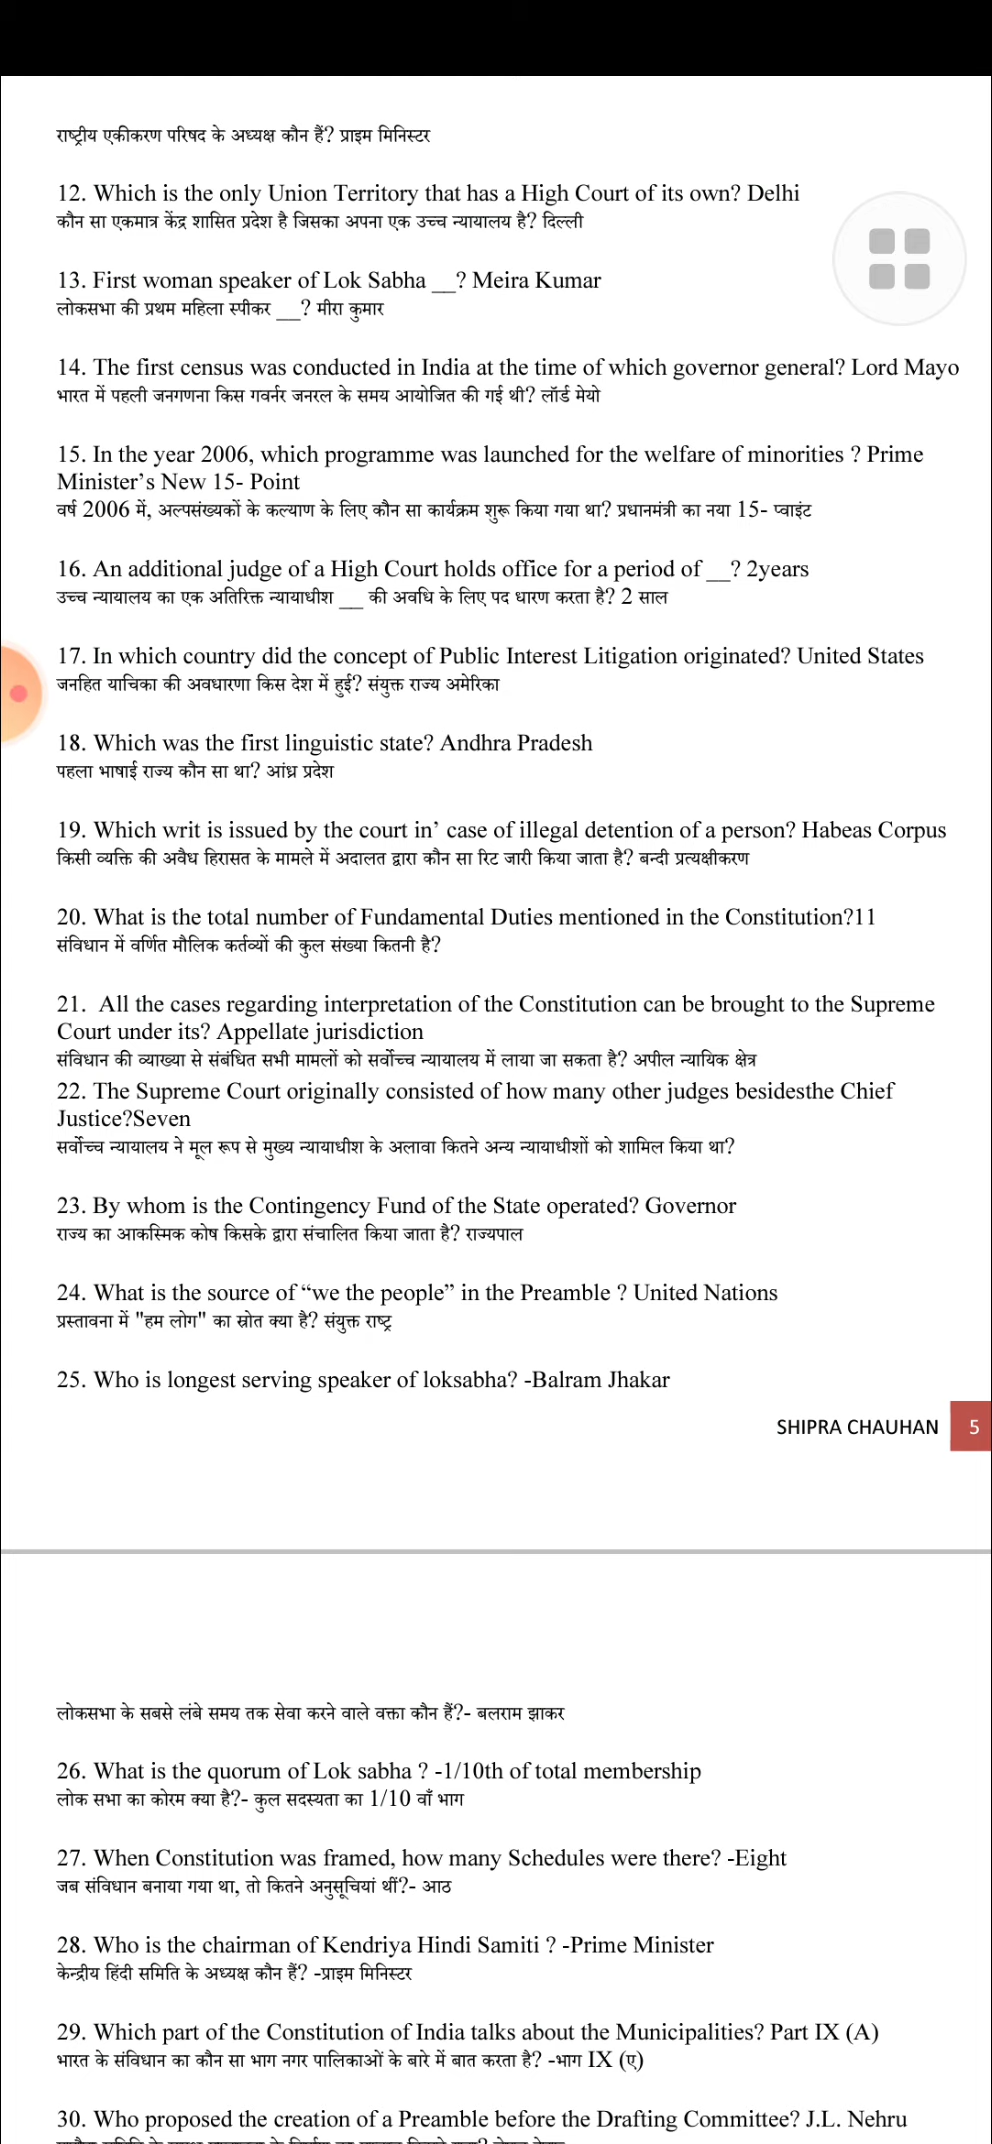 राष्ट्रीय एकीकरण परिषद के अध्यक्ष कौन हैं? प्राइम मिनिस्टर
12. Which is the only Union Territory that has a High Court of its own? Delhi
कौन सा एकमात्र केंद्र शासित प्रदेश है जिसका अपना एक उच्च न्यायालय है? दिल्ली
13. First woman speaker of Lok Sabha __? Meira Kumar
लोकसभा की प्रथम महिला स्पीकर __? मीरा कुमार
14. The first census was conducted in India at the time of which governor general? Lord Mayo
भारत में पहली जनगणना किस गवर्नर जनरल के समय आयोजित की गई थी? लॉर्ड मेयो
15. In the year 2006, which programme was launched for the welfare of minorities ? Prime
Minister’s New 15- Point
वर्ष 2006 में, अल्पसंख्यकों के कल्याण के लिए कौन सा कार्यक्रम शुरू किया गया था? प्रधानमंत्री का नया 15- प्वाइंट
16. An additional judge of a High Court holds office for a period of __? 2years
उच्च न्यायालय का एक अतिरिक्त न्यायाधीश __ की अवधि के लिए पद धारण करता है? 2 साल
17. In which country did the concept of Public Interest Litigation originated? United States
जनहित याचिका की अवधारणा किस देश में हुई? संयुक्त राज्य अमेरिका
18. Which was the first linguistic state? Andhra Pradesh
पहला भाषाई राज्य कौन सा था? आंध्र प्रदेश
19. Which writ is issued by the court in’ case of illegal detention of a person? Habeas Corpus
किसी व्यक्ति की अवैध हिरासत के मामले में अदालत द्वारा कौन सा रिट जारी किया जाता है? बन्दी प्रत्यक्षीकरण
20. What is the total number of Fundamental Duties mentioned in the Constitution?11
संविधान में वर्णित मौलिक कर्तव्यों की कुल संख्या कितनी है?
21.  All the cases regarding interpretation of the Constitution can be brought to the Supreme
Court under its? Appellate jurisdiction
संविधान की व्याख्या से संबंधित सभी मामलों को सर्वोच्च न्यायालय में लाया जा सकता है? अपील न्यायिक क्षेत्र
22. The Supreme Court originally consisted of how many other judges besidesthe Chief
Justice?Seven
सर्वोच्च न्यायालय ने मूल रूप से मुख्य न्यायाधीश के अलावा कितने अन्य न्यायाधीशों को शामिल किया था?
23. By whom is the Contingency Fund of the State operated? Governor
राज्य का आकस्मिक कोष किसके द्वारा संचालित किया जाता है? राज्यपाल
24. What is the source of “we the people” in the Preamble ? United Nations
प्रस्तावना में "हम लोग" का स्रोत क्या है? संयुक्त राष्ट्र
25. Who is longest serving speaker of loksabha? -Balram Jhakar
SHIPRA CHAUHAN 5
लोकसभा के सबसे लंबे समय तक सेवा करने वाले वक्ता कौन हैं?- बलराम झाकर
26. What is the quorum of Lok sabha ? -1/10th of total membership
लोक सभा का कोरम क्या है?- कुल सदस्यता का 1/10 वाँ भाग
27. When Constitution was framed, how many Schedules were there? -Eight
जब संविधान बनाया गया था, तो कितने अनुसूचियां थीं?- आठ
28. Who is the chairman of Kendriya Hindi Samiti ? -Prime Minister
केन्द्रीय हिंदी समिति के अध्यक्ष कौन हैं? -प्राइम मिनिस्टर
29. Which part of the Constitution of India talks about the Municipalities? Part IX (A)
भारत के संविधान का कौन सा भाग नगर पालिकाओं के बारे में बात करता है? -भाग IX (ए)
30. Who proposed the creation of a Preamble before the Drafting Committee? J.L. Nehru